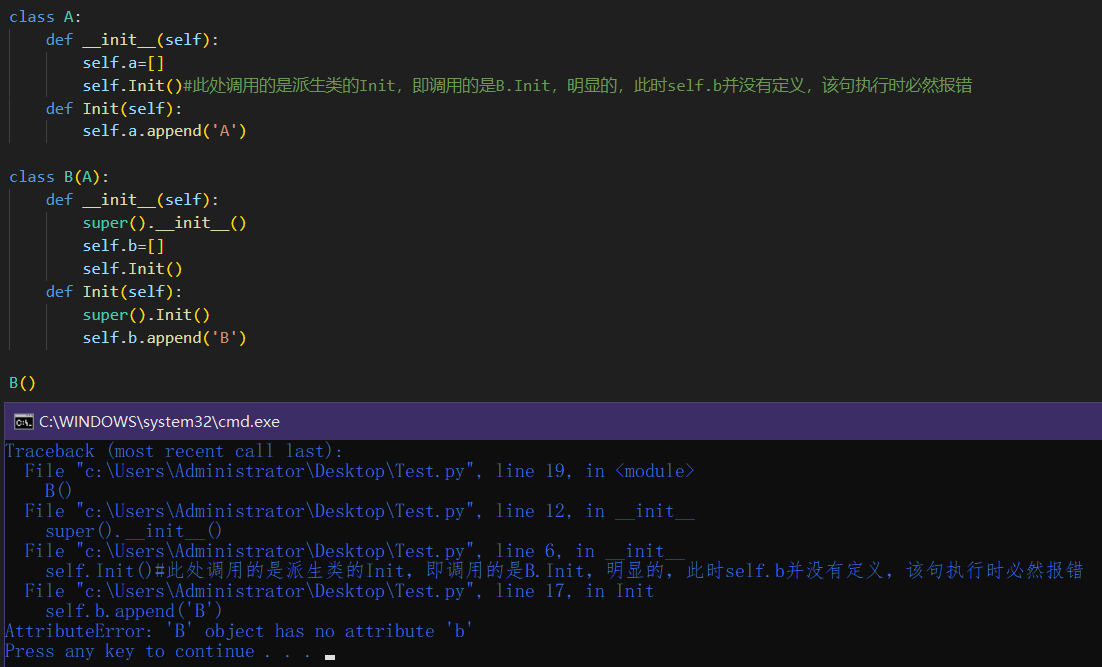 class A:
    def __init__(self):
        self.a=[]
        self.Init()#此处调用的是派生类的Init，即调用的是B.Init，明显的，此时self.b并没有定义，该句执行时必然报错
    def Init(self):
        self.a.append('A')

class B(A):
    def __init__(self):
        super().__init__()
        self.b=[]
        self.Init()
    def Init(self):
        super().Init()
        self.b.append('B')

B()
C:\WINDOWS\system32\cmd.exe
Traceback (most recent call last):
  File "c:\Users\Administrator\Desktop\Test.py", line 19, in <module>
    B()
  File "c:\Users\Administrator\Desktop\Test.py", line 12, in __init__
    super().__init__()
  File "c:\Users\Administrator\Desktop\Test.py", line 6, in __init__
    self.Init()#此处调用的是派生类的Init，即调用的是B.Init，明显的，此时self.b并没有定义，该句执行时必然报错
  File "c:\Users\Administrator\Desktop\Test.py", line 17, in Init
    self.b.append('B')
AttributeError: 'B' object has no attribute 'b'
Press any key to continue . . .